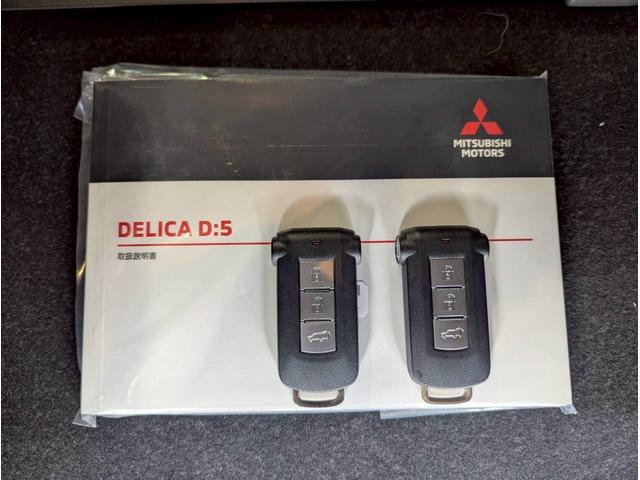 MITSUBISHI
MOTORS
DELICA D:5
取扱説明書